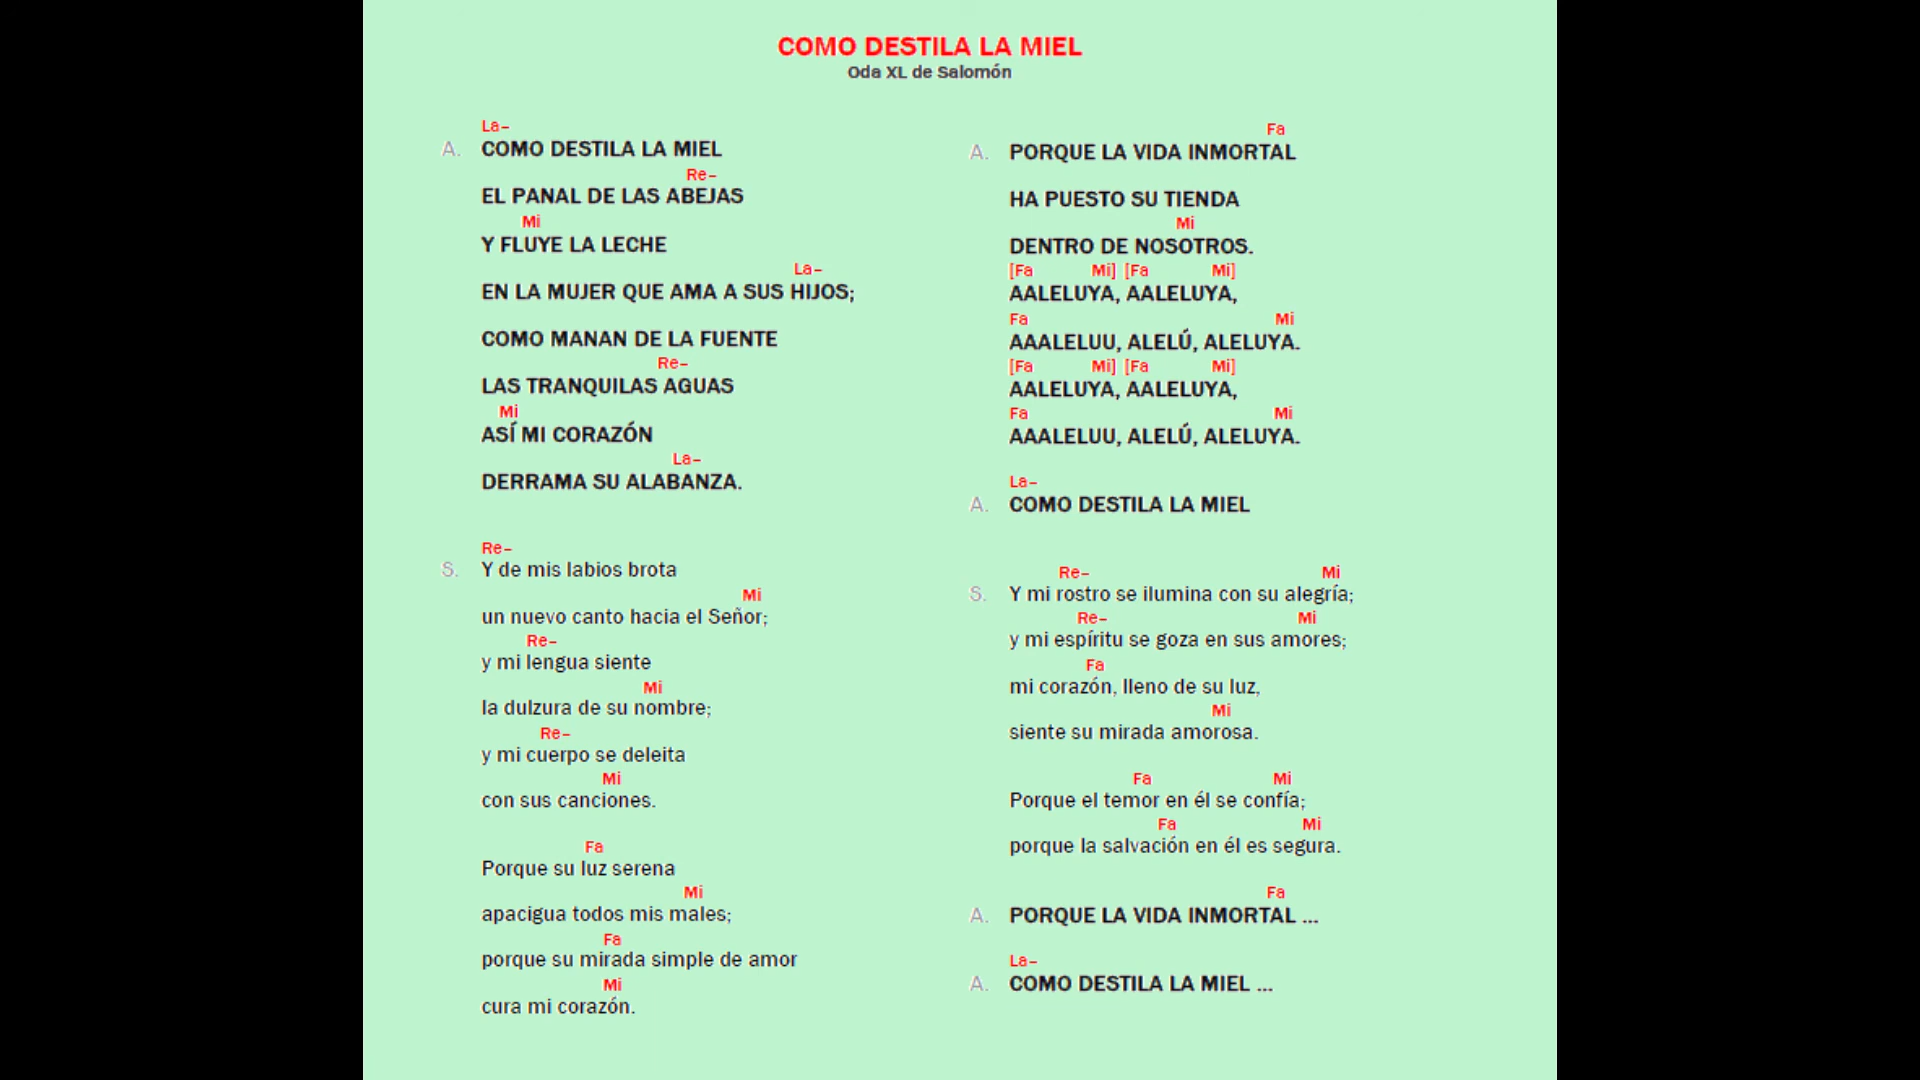 COMO DESTILA LA MIEL
Oda XL de Salomón
La-
A. COMO DESTILA LA MIEL
Re-
EL PANAL DE LAS ABEJAS
Mi
Y FLUYE LA LECHE
La-
EN LA MUJER QUE AMA A SUS HIJOS;
COMO MANAN DE LA FUENTE
Re-
LAS TRANQUILAS AGUAS
Mi
ASÍ MI CORAZÓN
La-
DERRAMA SU ALABANZA.
Re-
S. Y de mis labios brota
Mi
un nuevo canto hacia el Señor;
Re-
y mi lengua siente
Mi
la dulzura de su nombre;
Re-
y mi cuerpo se deleita
Mi
con sus canciones.
Fa
Porque su luz serena
Mi
apacigua todos mis males;
Fa
porque su mirada simple de amor
Mi
cura mi corazón.
Fa
A. PORQUE LA VIDA INMORTAL
HA PUESTO SU TIENDA
Mi
DENTRO DE NOSOTROS.
[Fa Mi] [Fa Mi]
AALELUYA, AALELUYA,
Fa Mi
AAALELUU, ALELÚ, ALELUYA.
[Fa Mi] [Fa Mi]
AALELUYA, AALELUYA,
Fa Mi
AAALELUU, ALELÚ, ALELUYA.
La-
A. COMO DESTILA LA MIEL
Re- Mi
S. Y mi rostro se ilumina con su alegría;
Re- Mi
y mi espíritu se goza en sus amores;
Fa
mi corazón, lleno de su luz,
Mi
siente su mirada amorosa.
Fa Mi
Porque el temor en él se confía;
Fa Mi
porque la salvación en él es segura.
Fa
A. PORQUE LA VIDA INMORTAL ...
La-
A. COMO DESTILA LA MIEL ...